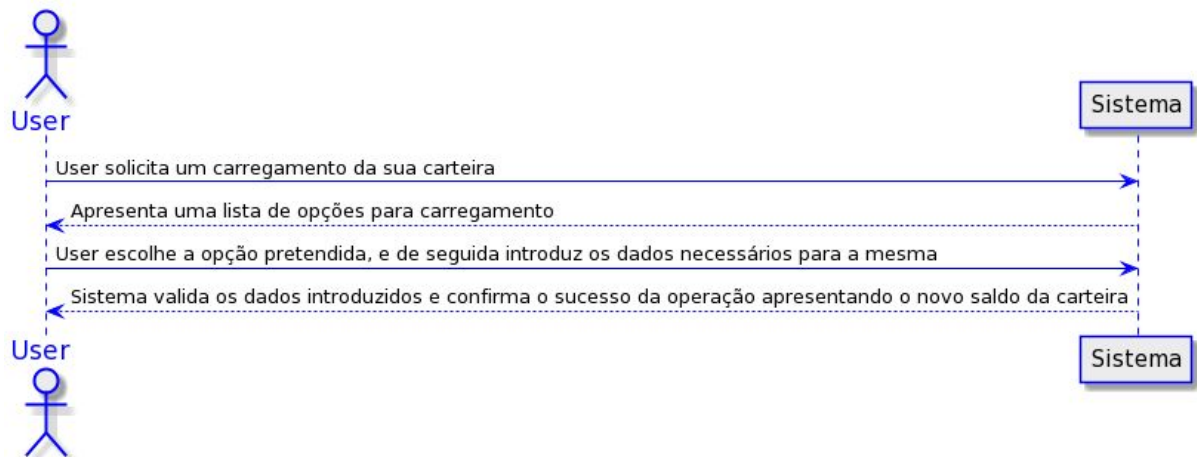 User
Sistema
User solicita um carregamento da sua carteira
Apresenta uma lista de opções para carregamento
User escolhe a opção pretendida, e de seguida introduz os dados necessários para a mesma
Sistema valida os dados introduzidos e confirma o sucesso da operação apresentando o novo saldo da carteira
User
Sistema